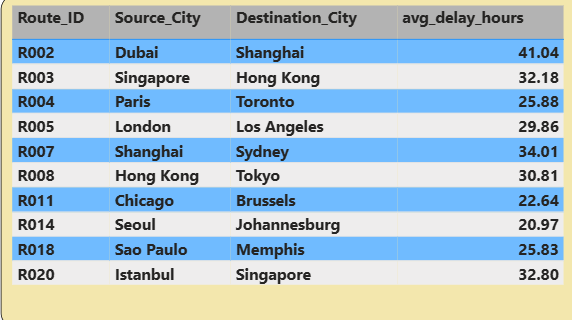 Route_ID Source_City Destination_City avg_delay_hours
R002 Dubai Shanghai 41.04
R003 Singapore Hong Kong 32.18
R004 Paris Toronto 25.88
R005 London Los Angeles 29.86
R007 Shanghai Sydney 34.01
R008 Hong Kong Tokyo 30.81
R011 Chicago Brussels 22.64
R014 Seoul Johannesburg 20.97
R018 Sao Paulo Memphis 25.83
R020 Istanbul Singapore 32.80